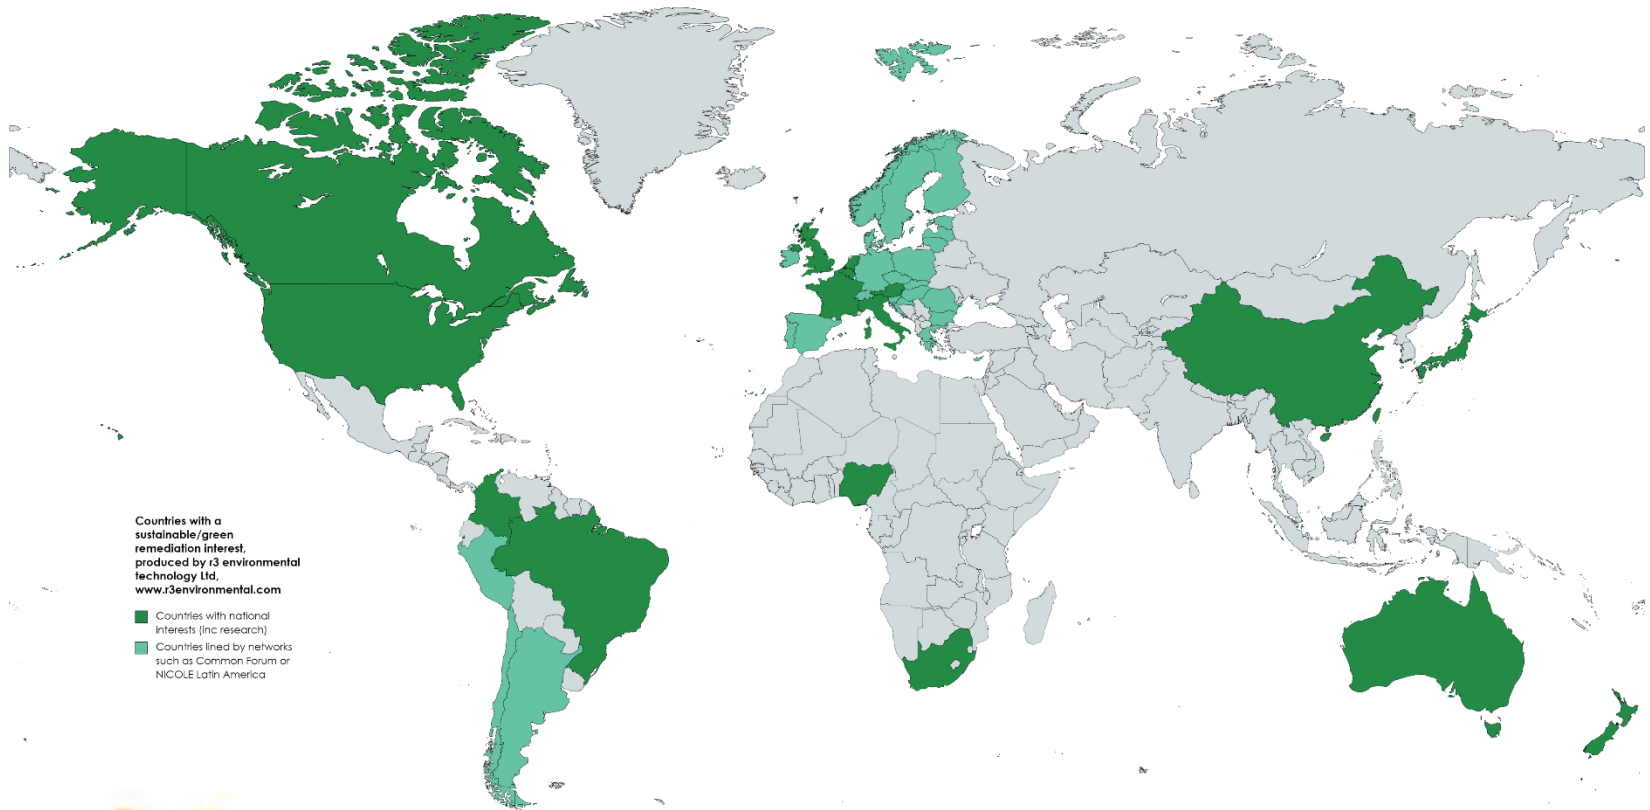 Countries with a
sustainable/green
remediation interest,
produced by r3 environmental
technology Ltd,
www.r3environmental.com
Countries with national
interests (inc research)
Countries lined by networks
such as Common Forum or
NICOLE Latin America